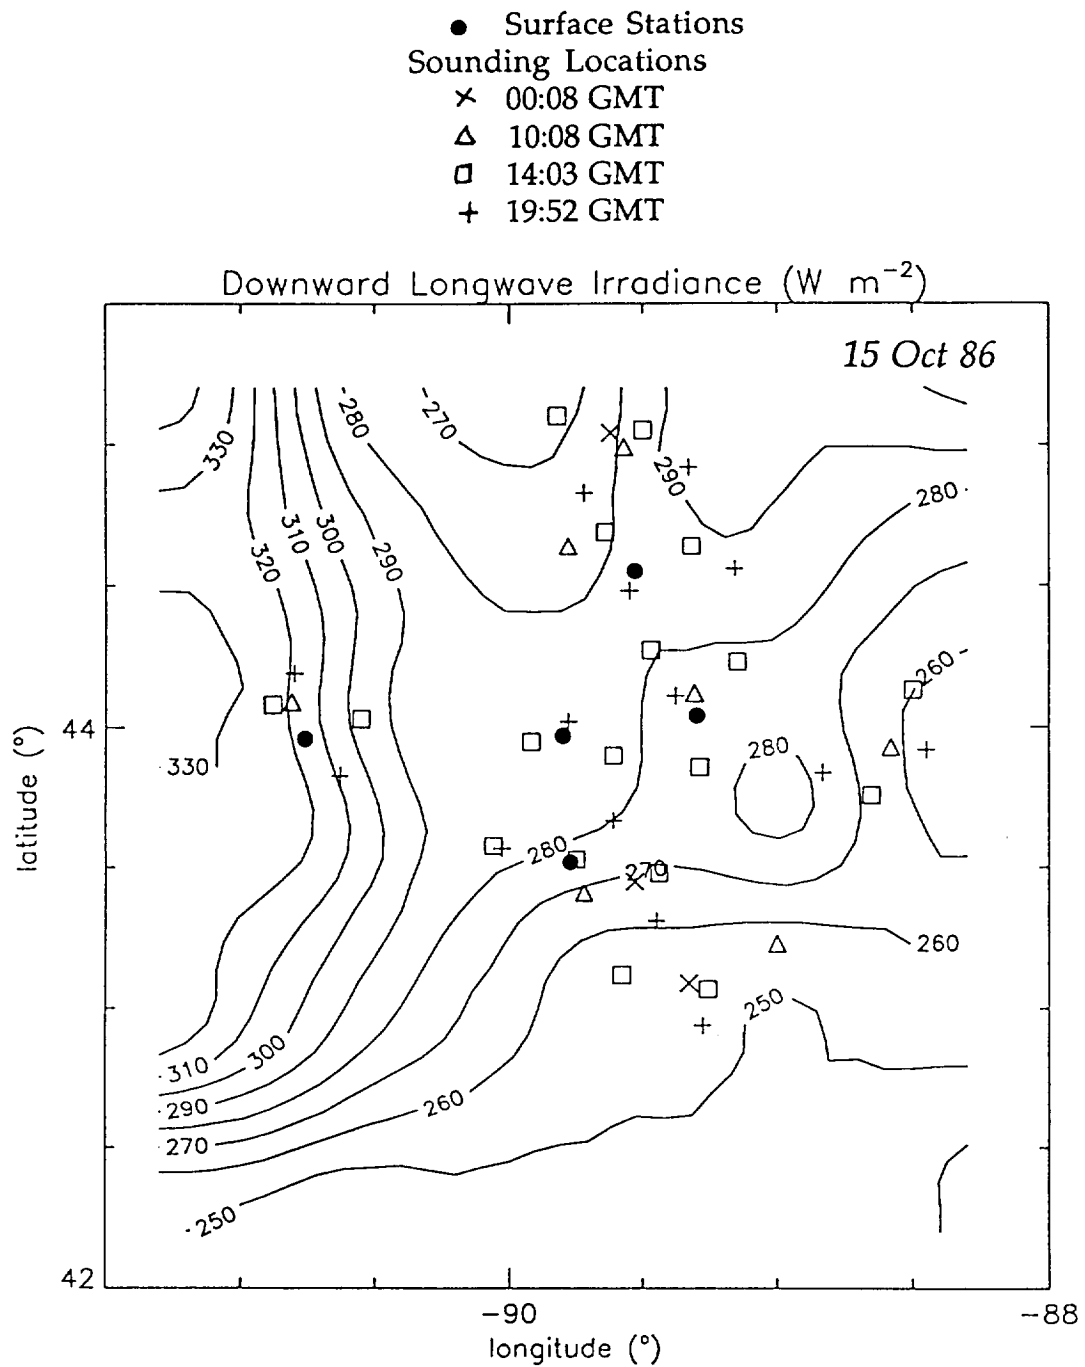 ● Surface Stations
Sounding Locations
× 00:08 GMT
△ 10:08 GMT
□ 14:03 GMT
+ 19:52 GMT
Downward Longwave Irradiance (W m⁻²)
15 Oct 86
330
280
270
290
280
320
310
300
290
260
44
330
280
280
270
260
250
310
300
290
260
270
250
42
-90
-88
latitude (°)
longitude (°)